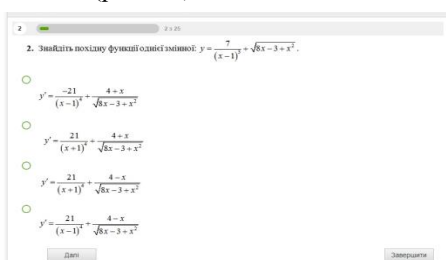 2
2 з 25
2. Знайдіть похідну функції однієї змінної: y = 7/(x−1)³ + √(8x−3+x²) .
y′ = −21/(x−1)⁴ + (4+x)/√(8x−3+x²)
y′ = 21/(x+1)⁴ + (4+x)/√(8x−3+x²)
y′ = 21/(x+1)⁴ + (4−x)/√(8x−3+x²)
y′ = 21/(x−1)⁴ + (4−x)/√(8x−3+x²)
Далі Завершити